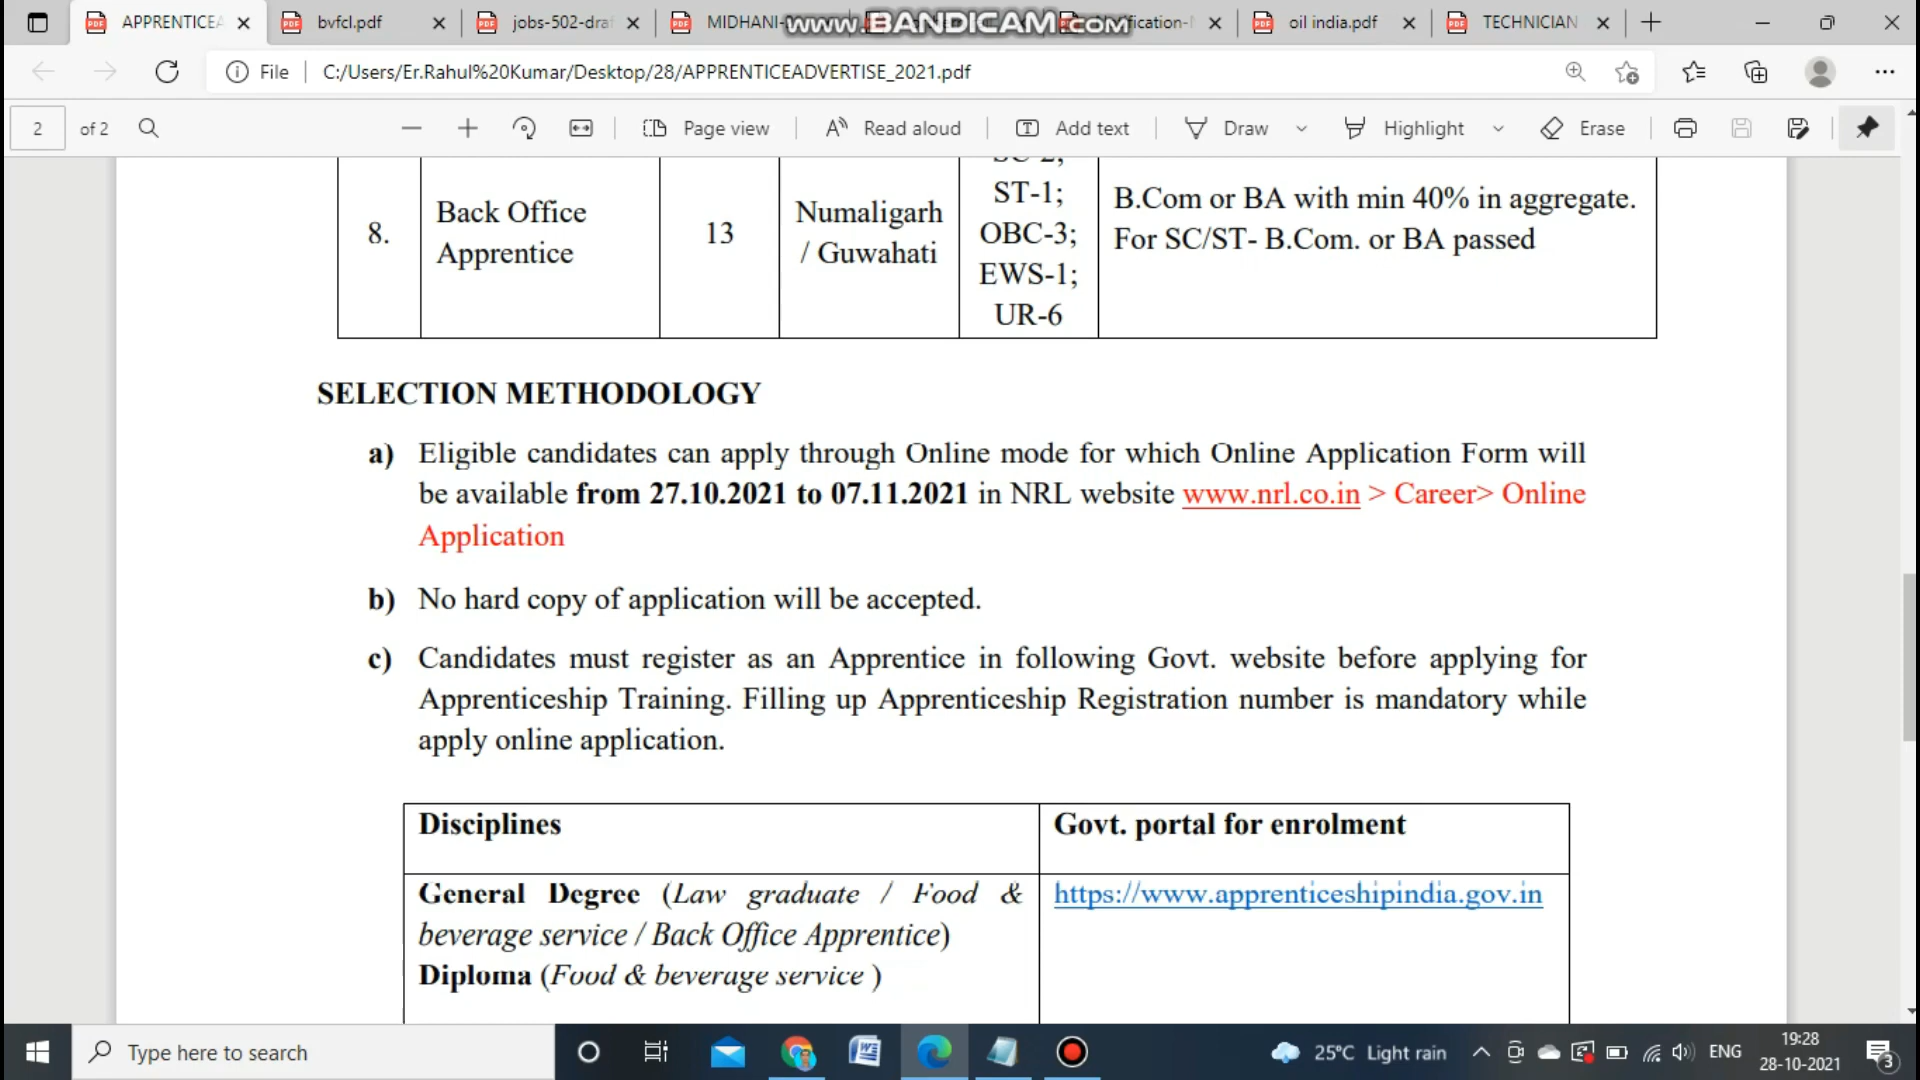 APPRENTICEA
bvfcl.pdf
jobs-502-dra
MIDHANI-
www.BANDICAM.com
ification-
oil india.pdf
TECHNICIAN
File
C:/Users/Er.Rahul%20Kumar/Desktop/28/APPRENTICEADVERTISE_2021.pdf
2 of 2
Page view
Read aloud
Add text
Draw
Highlight
Erase
8.
Back Office
Apprentice
13
Numaligarh
/ Guwahati
SC-2;
ST-1;
OBC-3;
EWS-1;
UR-6
B.Com or BA with min 40% in aggregate.
For SC/ST- B.Com. or BA passed
SELECTION METHODOLOGY
a) Eligible candidates can apply through Online mode for which Online Application Form will
be available from 27.10.2021 to 07.11.2021 in NRL website www.nrl.co.in > Career> Online
Application
b) No hard copy of application will be accepted.
c) Candidates must register as an Apprentice in following Govt. website before applying for
Apprenticeship Training. Filling up Apprenticeship Registration number is mandatory while
apply online application.
Disciplines
Govt. portal for enrolment
General Degree (Law graduate / Food &
beverage service / Back Office Apprentice)
Diploma (Food & beverage service )
https://www.apprenticeshipindia.gov.in
Type here to search
25°C Light rain
ENG
19:28
28-10-2021
3